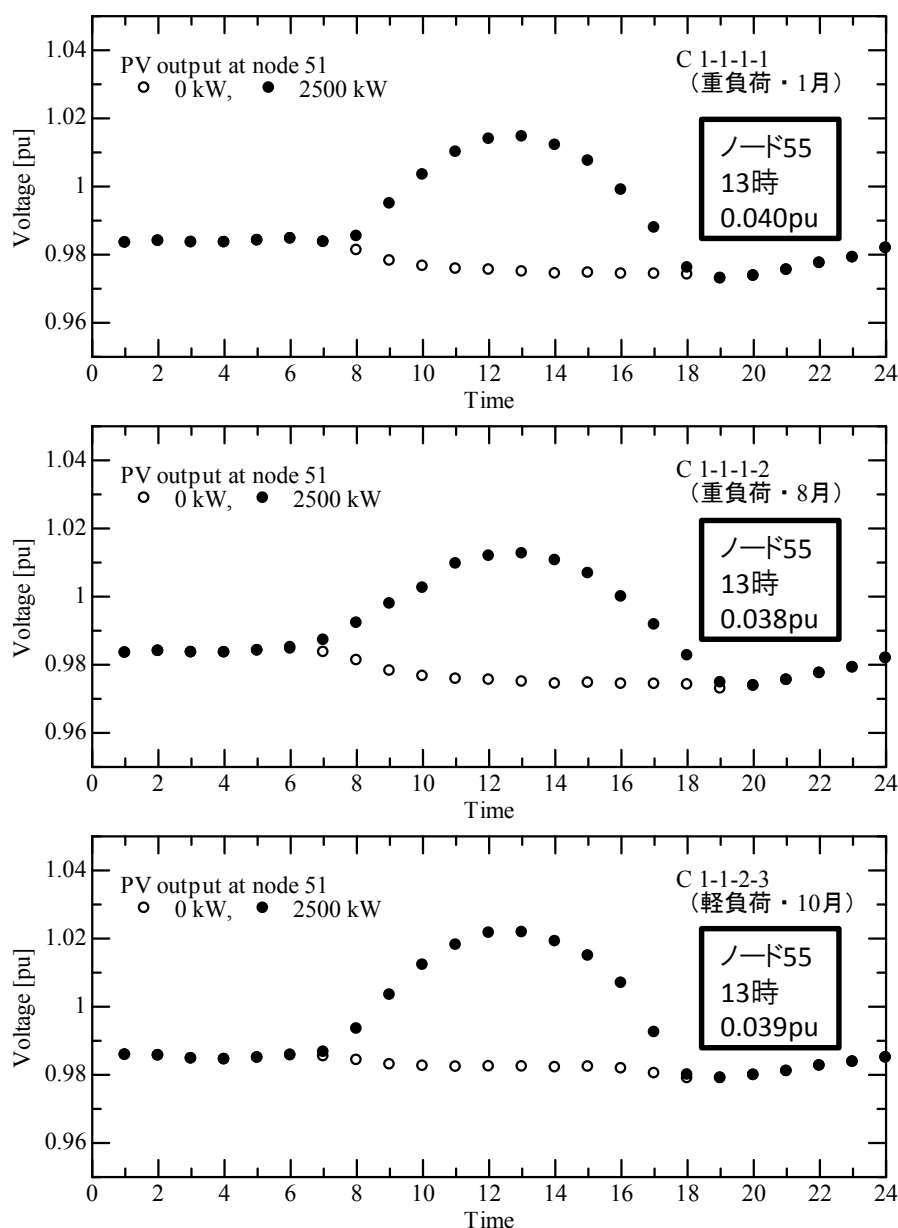 1.04
1.02
1
0.98
0.96
Voltage [pu]
PV output at node 51
0 kW, 2500 kW
C 1-1-1-1
(重負荷・1月)
ノード55
13時
0.040pu
0 2 4 6 8 10 12 14 16 18 20 22 24
Time
1.04
1.02
1
0.98
0.96
Voltage [pu]
PV output at node 51
0 kW, 2500 kW
C 1-1-1-2
(重負荷・8月)
ノード55
13時
0.038pu
0 2 4 6 8 10 12 14 16 18 20 22 24
Time
1.04
1.02
1
0.98
0.96
Voltage [pu]
PV output at node 51
0 kW, 2500 kW
C 1-1-2-3
(軽負荷・10月)
ノード55
13時
0.039pu
0 2 4 6 8 10 12 14 16 18 20 22 24
Time